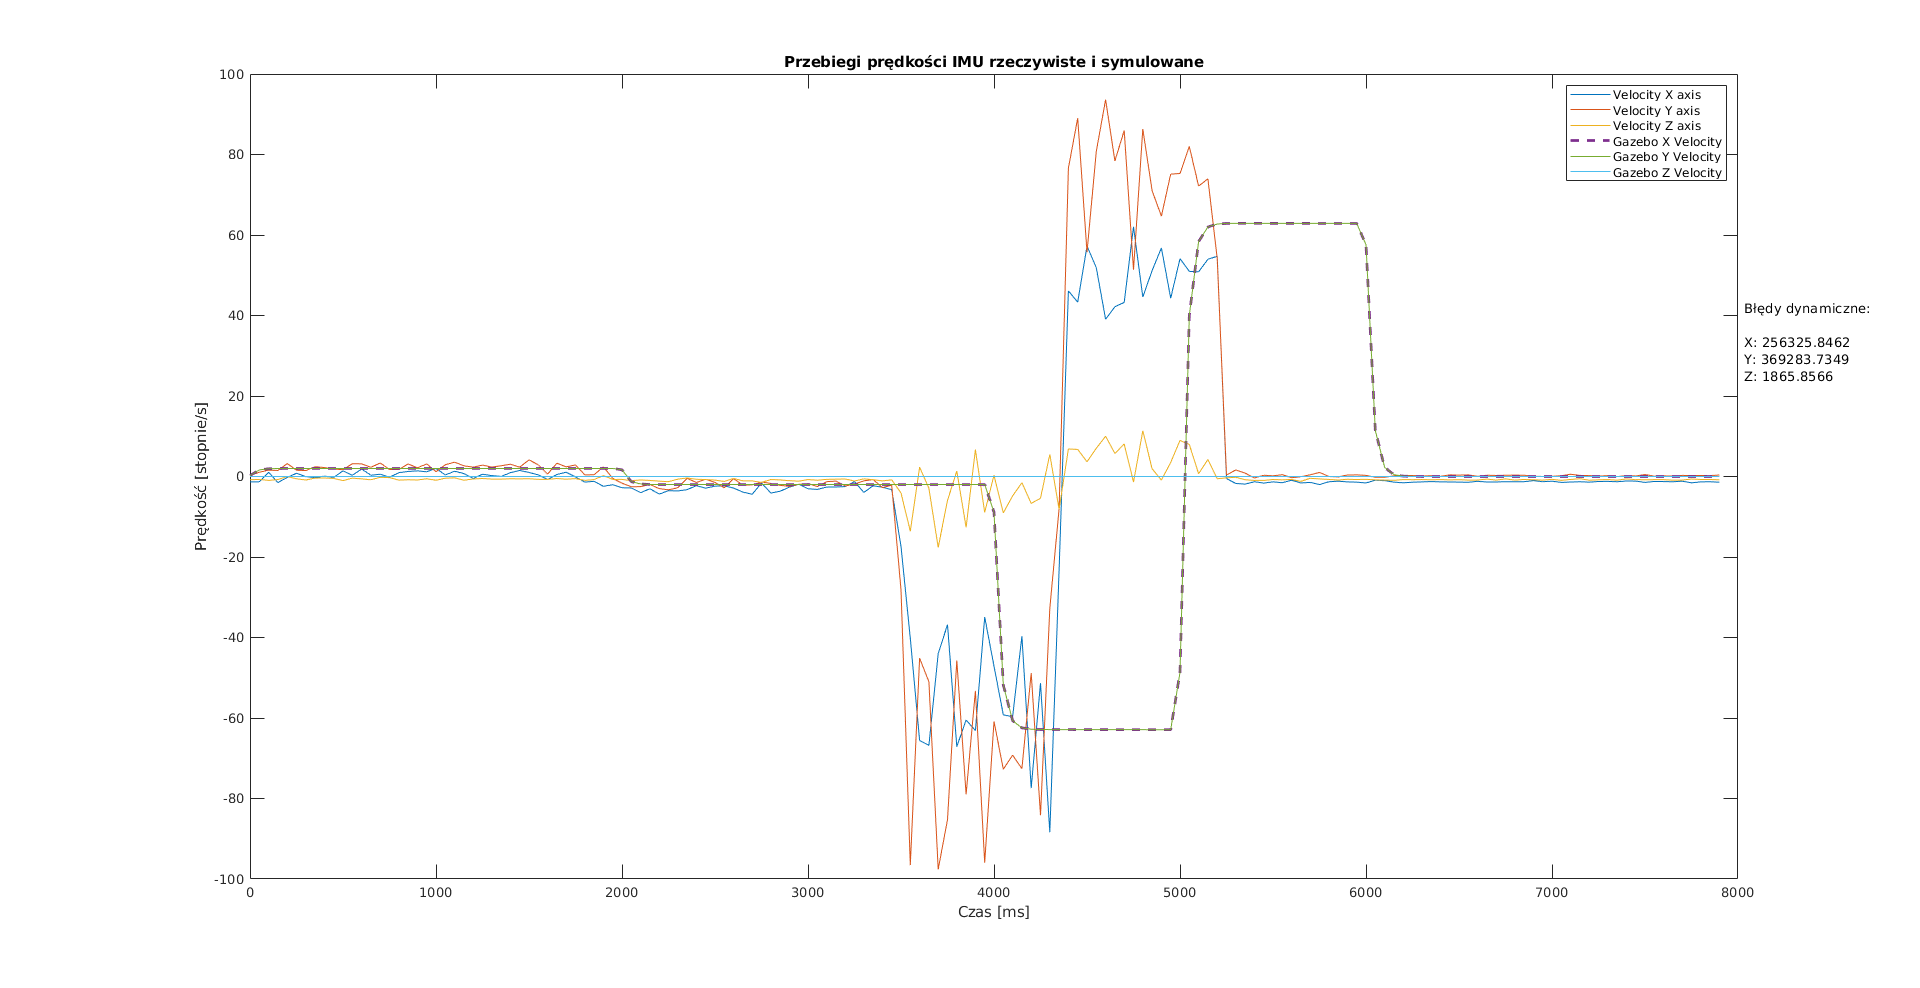 Przebiegi prędkości IMU rzeczywiste i symulowane
100
80
60
40
20
0
-20
-40
-60
-80
-100
Prędkość [stopnie/s]
0
1000
2000
3000
4000
5000
6000
7000
8000
Czas [ms]
Velocity X axis
Velocity Y axis
Velocity Z axis
Gazebo X Velocity
Gazebo Y Velocity
Gazebo Z Velocity
Błędy dynamiczne:
X: 256325.8462
Y: 369283.7349
Z: 1865.8566